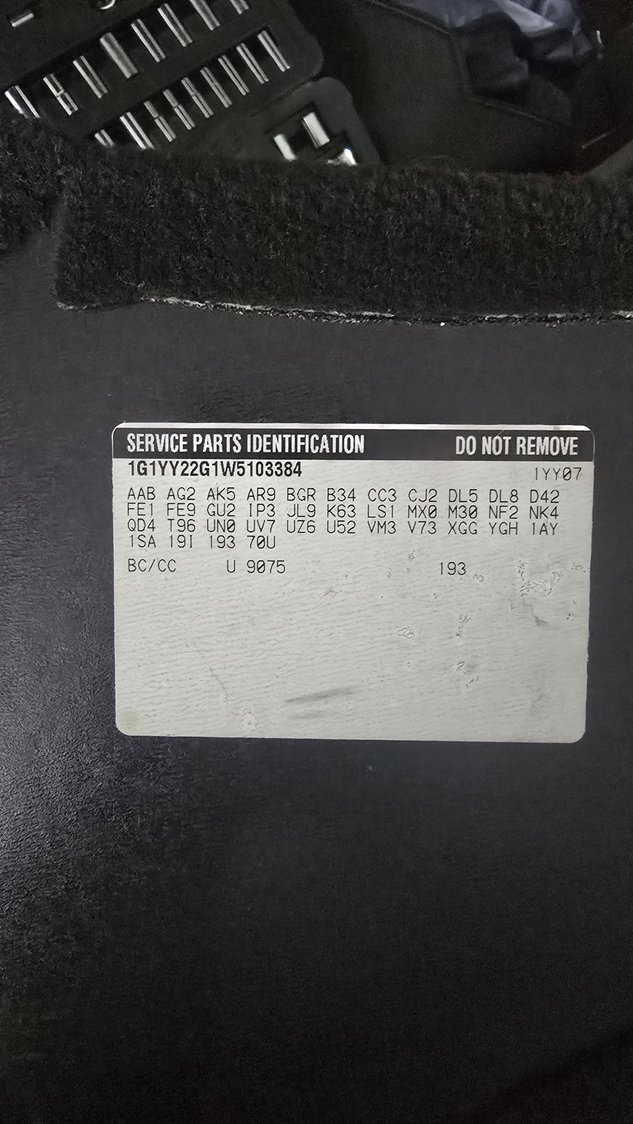 SERVICE PARTS IDENTIFICATION DO NOT REMOVE
1G1YY22G1W5103384 1YY07
AAB AG2 AK5 AR9 BGR B34 CC3 CJ2 DL5 DL8 D42
FE1 FE9 GU2 IP3 JL9 K63 LS1 MX0 M30 NF2 NK4
QD4 T96 UN0 UV7 UZ6 U52 VM3 V73 XGG YGH 1AY
1SA 19I 193 70U
BC/CC U 9075 193